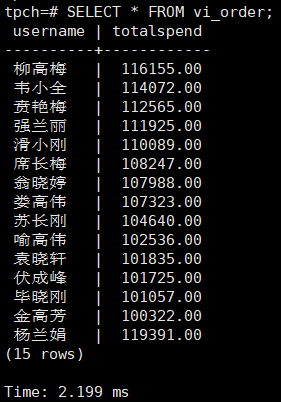 tpch=# SELECT * FROM vi_order;
 username | totalspend
----------+------------
 柳高梅   |  116155.00
 韦小全   |  114072.00
 贲艳梅   |  112565.00
 强兰丽   |  111925.00
 滑小刚   |  110089.00
 席长梅   |  108247.00
 翁晓婷   |  107988.00
 娄高伟   |  107323.00
 苏长刚   |  104640.00
 喻高伟   |  102536.00
 袁晓轩   |  101835.00
 伏成峰   |  101725.00
 毕晓刚   |  101057.00
 金高芳   |  100322.00
 杨兰娟   |  119391.00
(15 rows)

Time: 2.199 ms